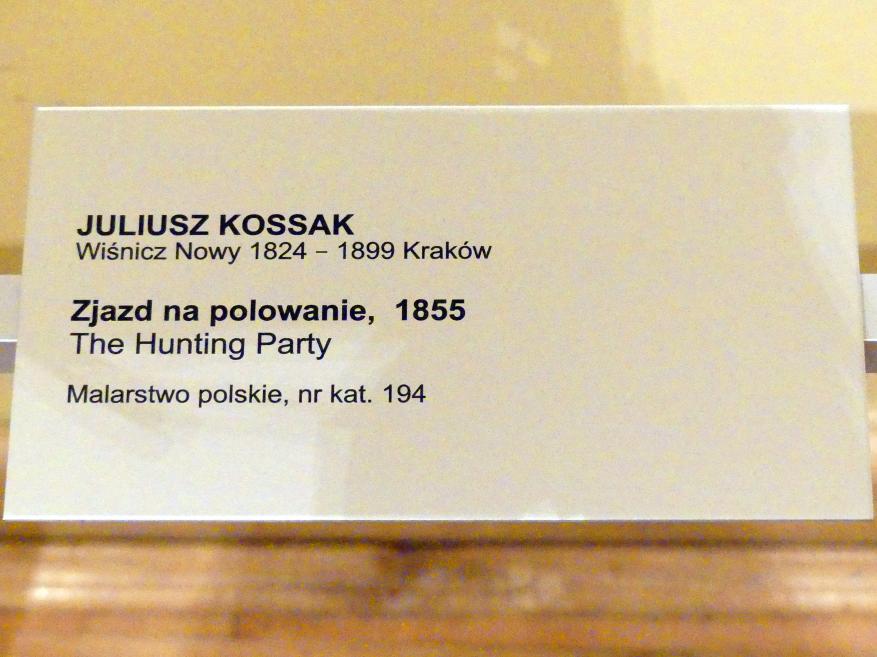 JULIUSZ KOSSAK
Wiśnicz Nowy 1824 – 1899 Kraków
Zjazd na polowanie, 1855
The Hunting Party
Malarstwo polskie, nr kat. 194